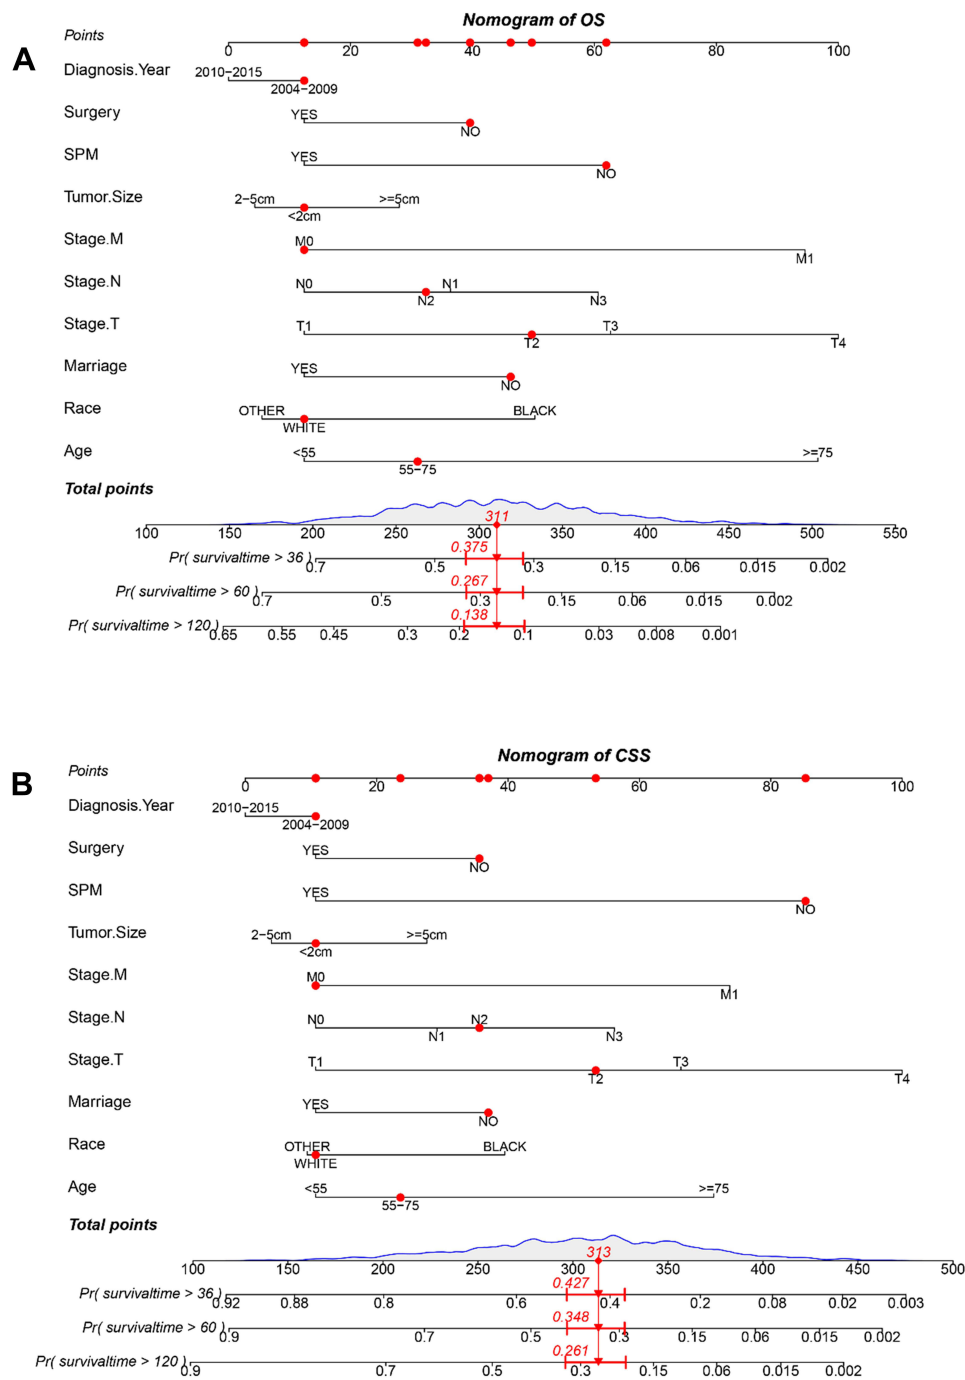 Nomogram of OS
A
Points
0 20 40 60 80 100
Diagnosis.Year
2010−2015
2004−2009
Surgery
YES
NO
SPM
YES
NO
Tumor.Size
2−5cm >=5cm
<2cm
Stage.M
M0
M1
Stage.N
N0 N1
N2 N3
Stage.T
T1 T3
T2 T4
Marriage
YES
NO
Race
OTHER BLACK
WHITE
Age
<55 >=75
55−75
Total points
311
100 150 200 250 300 350 400 450 500 550
0.375
Pr( survivaltime > 36 )
0.7 0.5 0.3 0.15 0.06 0.015 0.002
0.267
Pr( survivaltime > 60 )
0.7 0.5 0.3 0.15 0.06 0.015 0.002
0.138
Pr( survivaltime > 120 )
0.65 0.55 0.45 0.3 0.2 0.1 0.03 0.008 0.001
Nomogram of CSS
B
Points
0 20 40 60 80 100
Diagnosis.Year
2010−2015
2004−2009
Surgery
YES
NO
SPM
YES
NO
Tumor.Size
2−5cm >=5cm
<2cm
Stage.M
M0
M1
Stage.N
N0 N2
N1 N3
Stage.T
T1 T3
T2 T4
Marriage
YES
NO
Race
OTHER BLACK
WHITE
Age
<55 >=75
55−75
Total points
313
100 150 200 250 300 350 400 450 500
0.427
Pr( survivaltime > 36 )
0.92 0.88 0.8 0.6 0.4 0.2 0.08 0.02 0.003
0.348
Pr( survivaltime > 60 )
0.9 0.7 0.5 0.3 0.15 0.06 0.015 0.002
0.261
Pr( survivaltime > 120 )
0.9 0.7 0.5 0.3 0.15 0.06 0.015 0.002